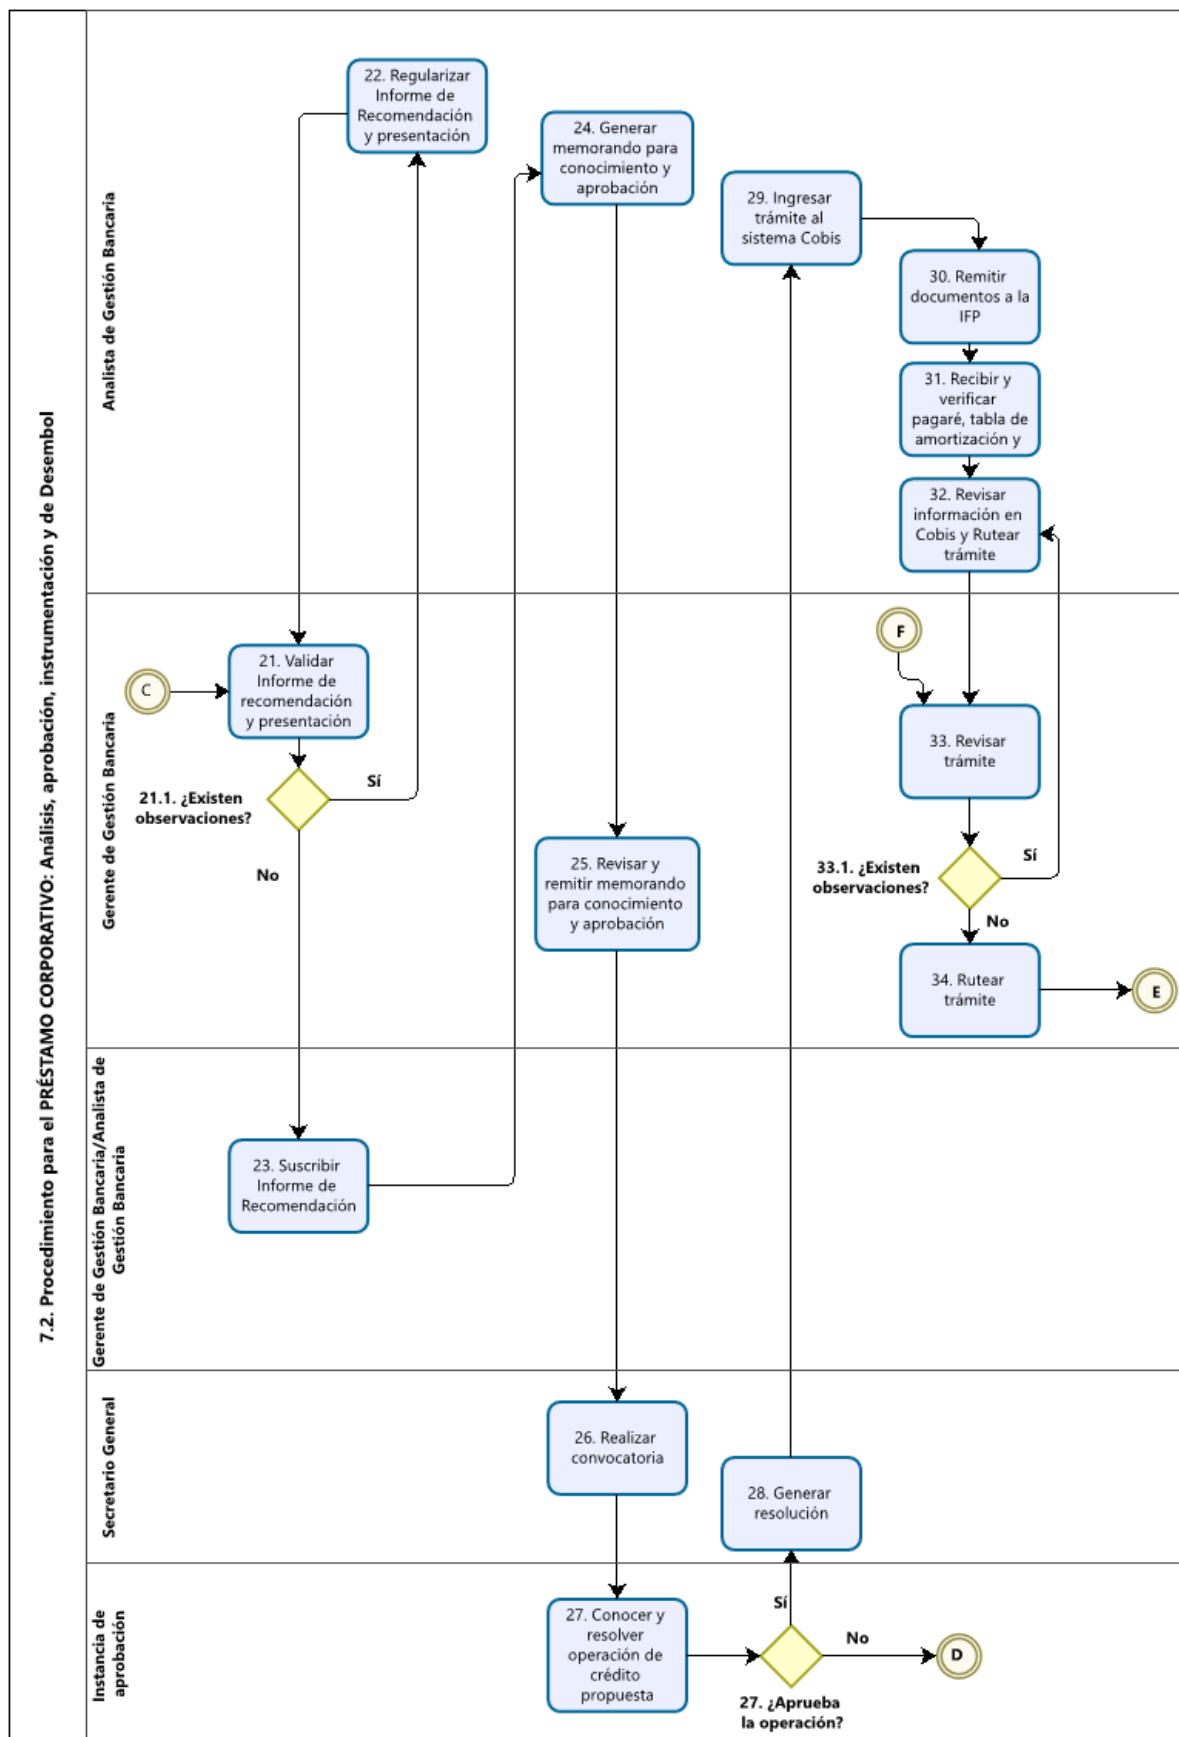 7.2. Procedimiento para el PRÉSTAMO CORPORATIVO: Análisis, aprobación, instrumentación y de Desembol
Analista de Gestión Bancaria
22. Regularizar
Informe de
Recomendación
y presentación
24. Generar
memorando para
conocimiento y
aprobación
29. Ingresar
trámite al
sistema Cobis
30. Remitir
documentos a la
IFP
31. Recibir y
verificar
pagaré, tabla de
amortización y
32. Revisar
información en
Cobis y Rutear
trámite
Gerente de Gestión Bancaria
C
21. Validar
Informe de
recomendación
y presentación
21.1. ¿Existen
observaciones?
Sí
No
25. Revisar y
remitir memorando
para conocimiento
y aprobación
F
33. Revisar
trámite
33.1. ¿Existen
observaciones?
Sí
No
34. Rutear
trámite
E
Gerente de Gestión Bancaria/Analista de
Gestión Bancaria
23. Suscribir
Informe de
Recomendación
Secretario General
26. Realizar
convocatoria
28. Generar
resolución
Instancia de
aprobación
27. Conocer y
resolver
operación de
crédito
propuesta
Sí
No
D
27. ¿Aprueba
la operación?